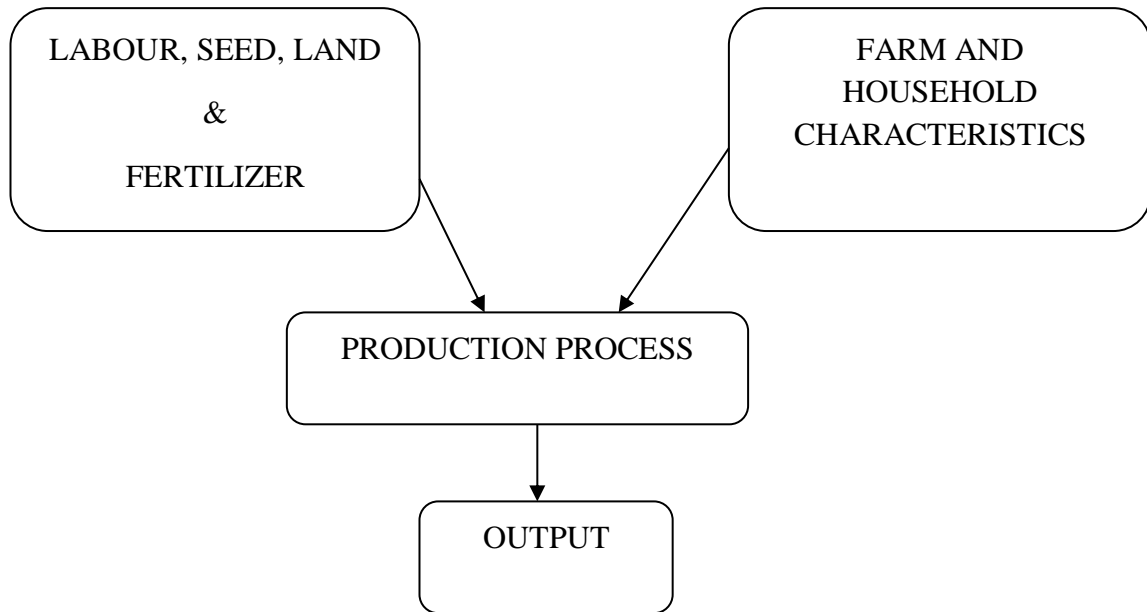 LABOUR, SEED, LAND
&
FERTILIZER
FARM AND
HOUSEHOLD
CHARACTERISTICS
PRODUCTION PROCESS
OUTPUT